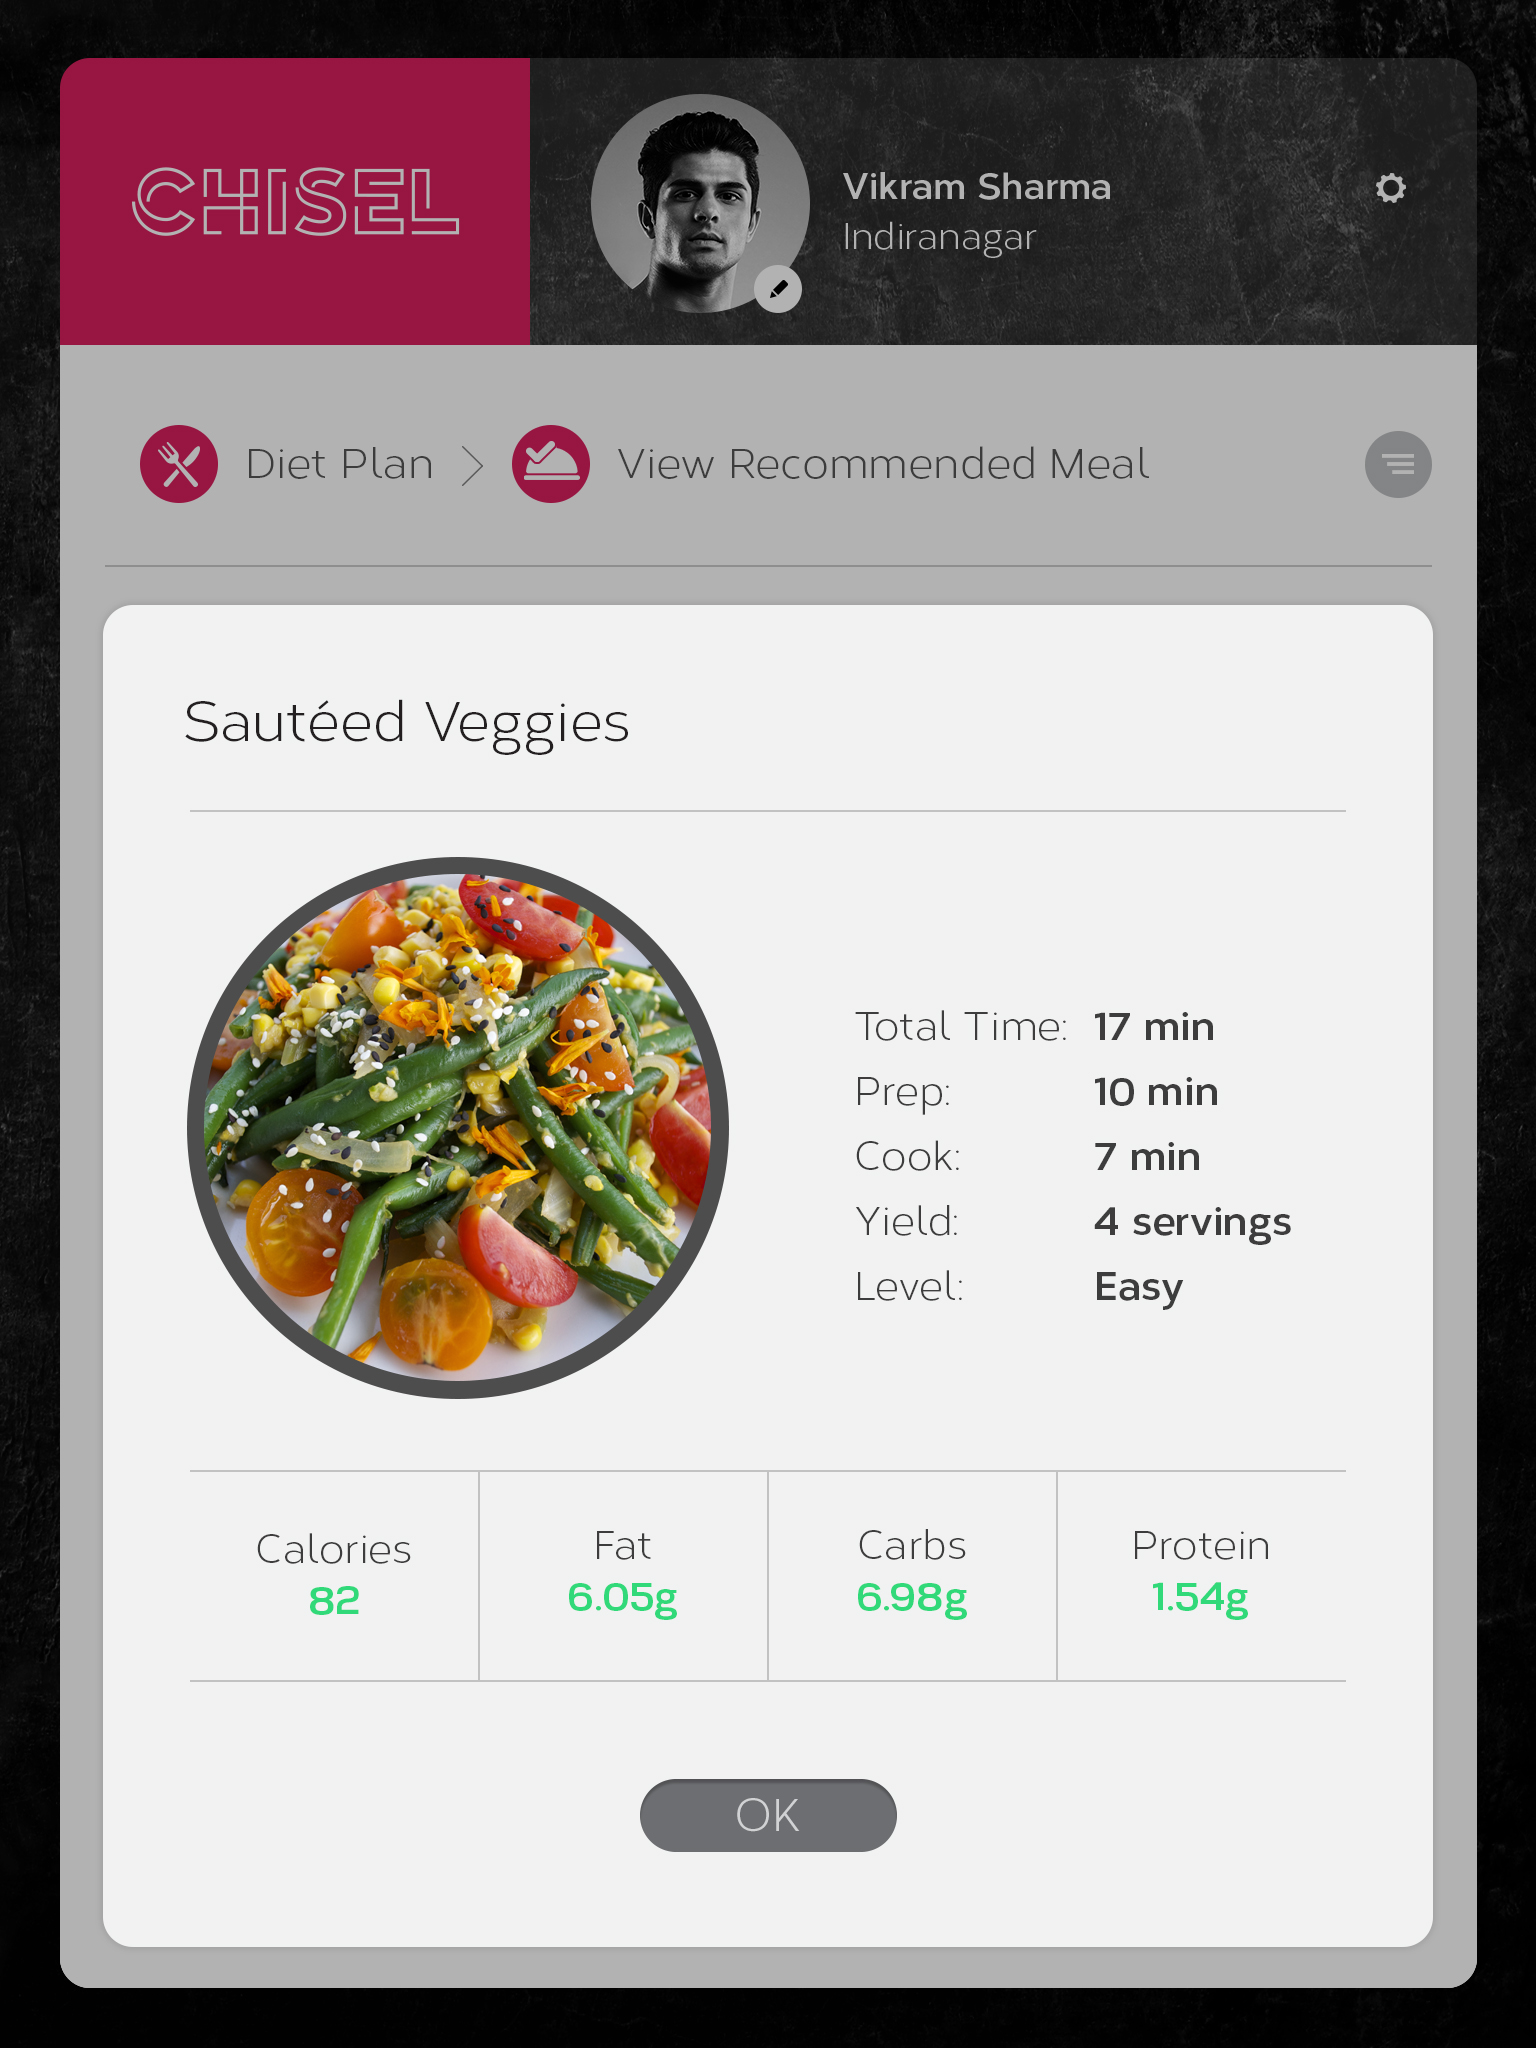 CHISEL
Vikram Sharma
Indiranagar
Diet Plan
View Recommended Meal
Sautéed Veggies
Total Time: 17 min
Prep: 10 min
Cook: 7 min
Yield: 4 servings
Level: Easy
Calories
82
Fat
6.05g
Carbs
6.98g
Protein
1.54g
OK